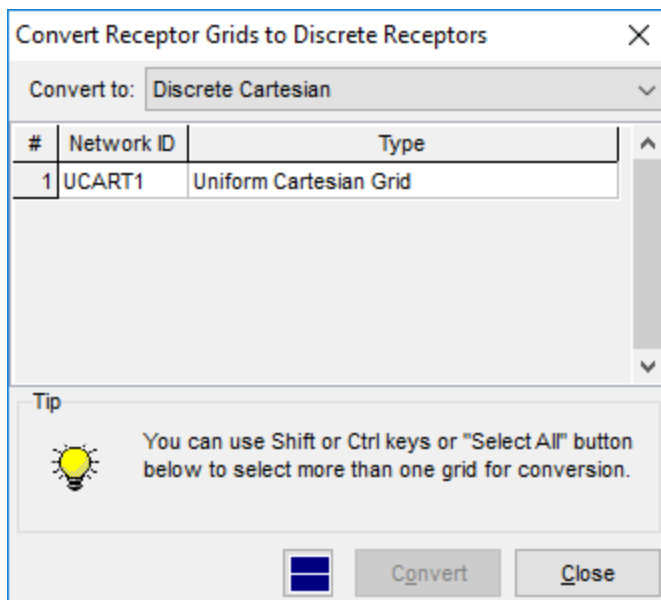 Convert Receptor Grids to Discrete Receptors
Convert to: Discrete Cartesian
# Network ID Type
1 UCART1 Uniform Cartesian Grid
Tip
You can use Shift or Ctrl keys or "Select All" button
below to select more than one grid for conversion.
Convert Close